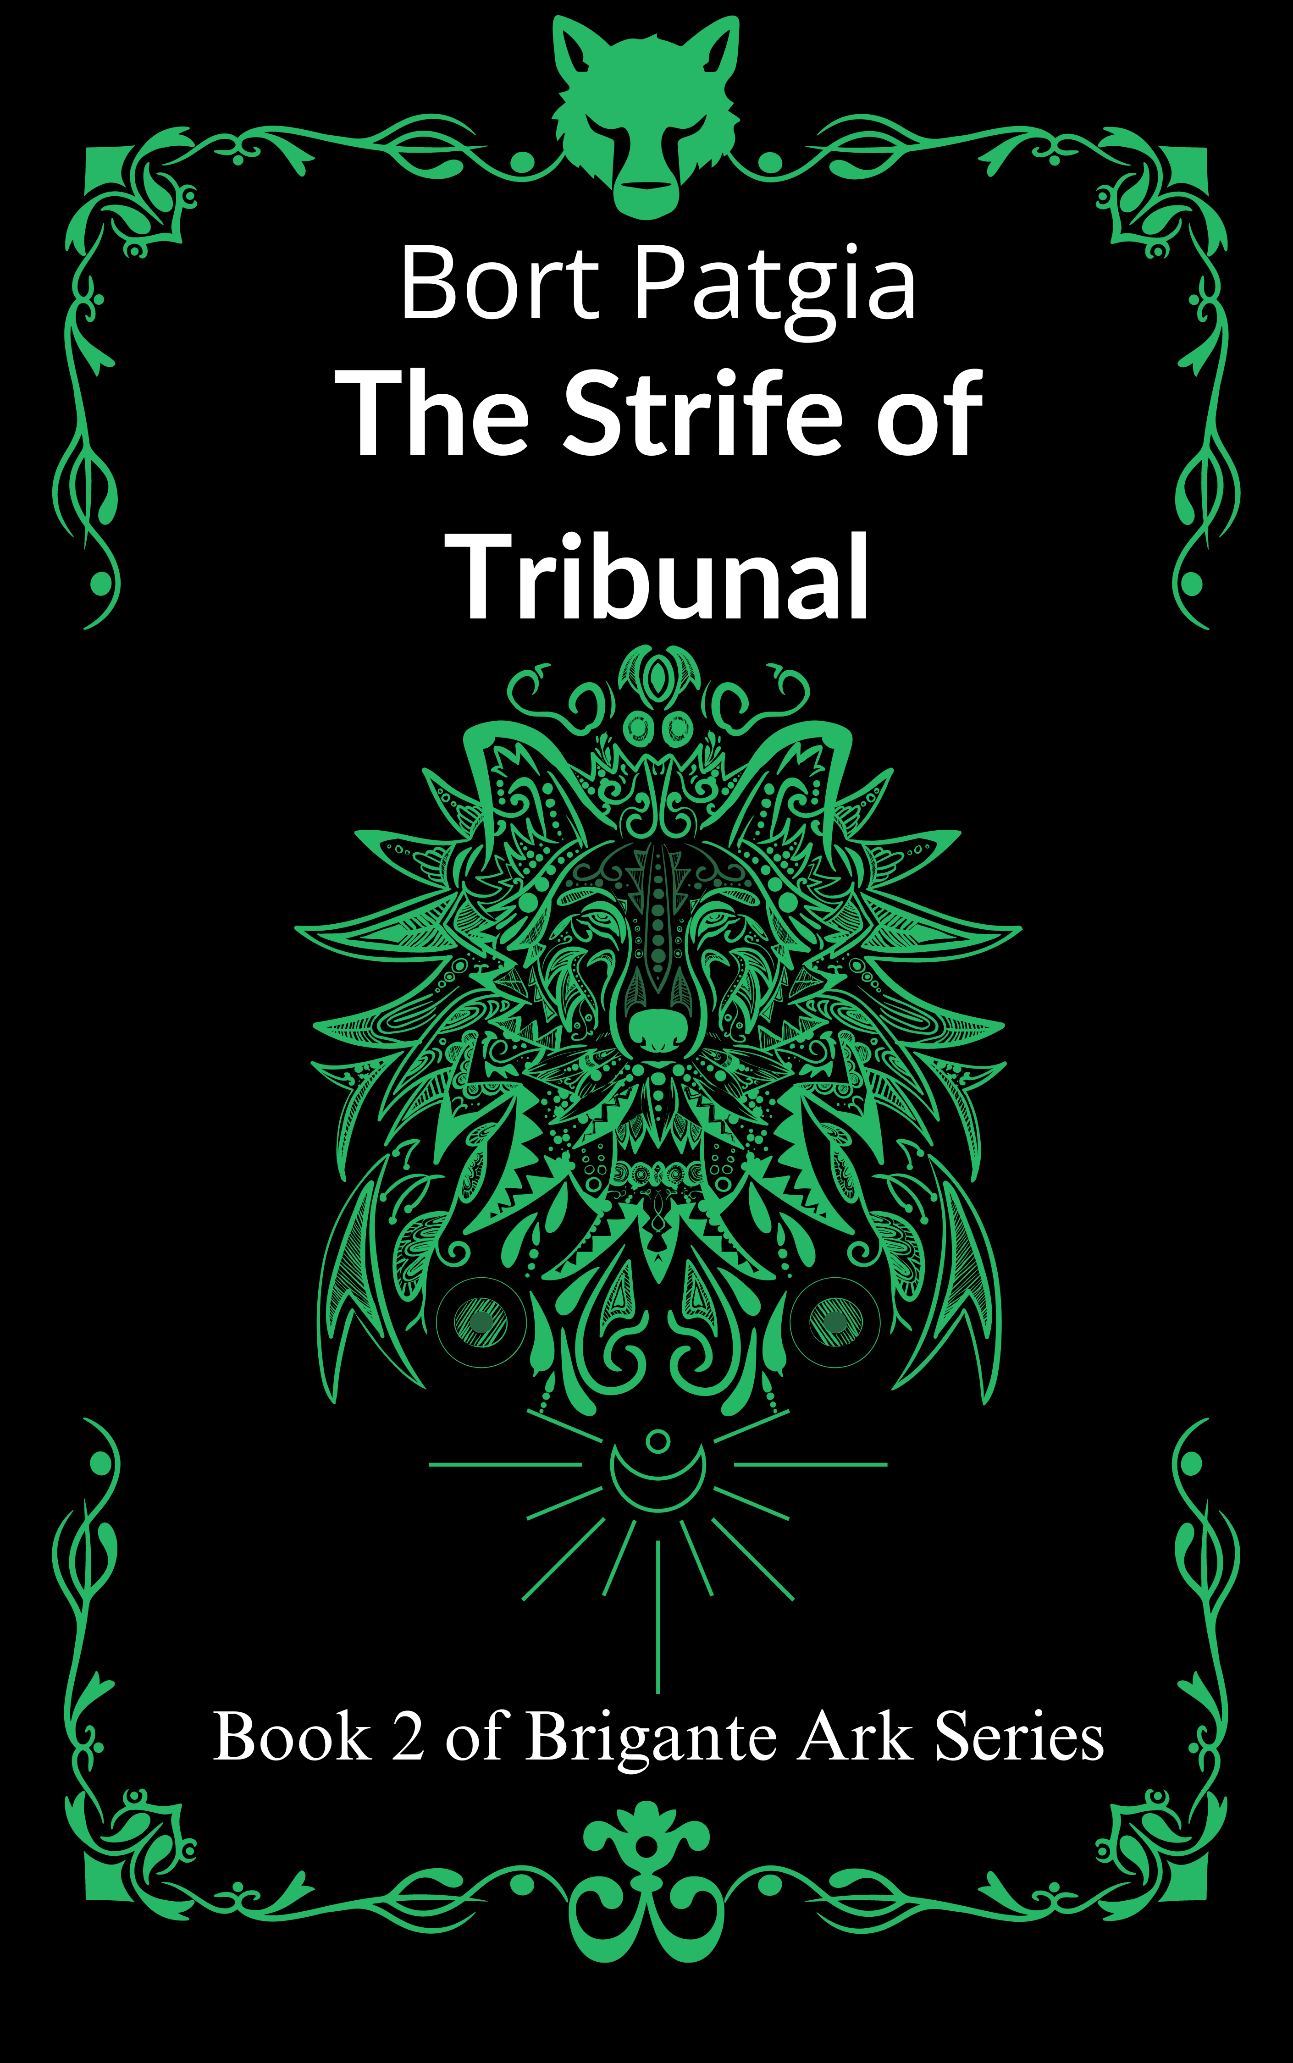 Bort Patgia
The Strife of
Tribunal
Book 2 of Brigante Ark Series